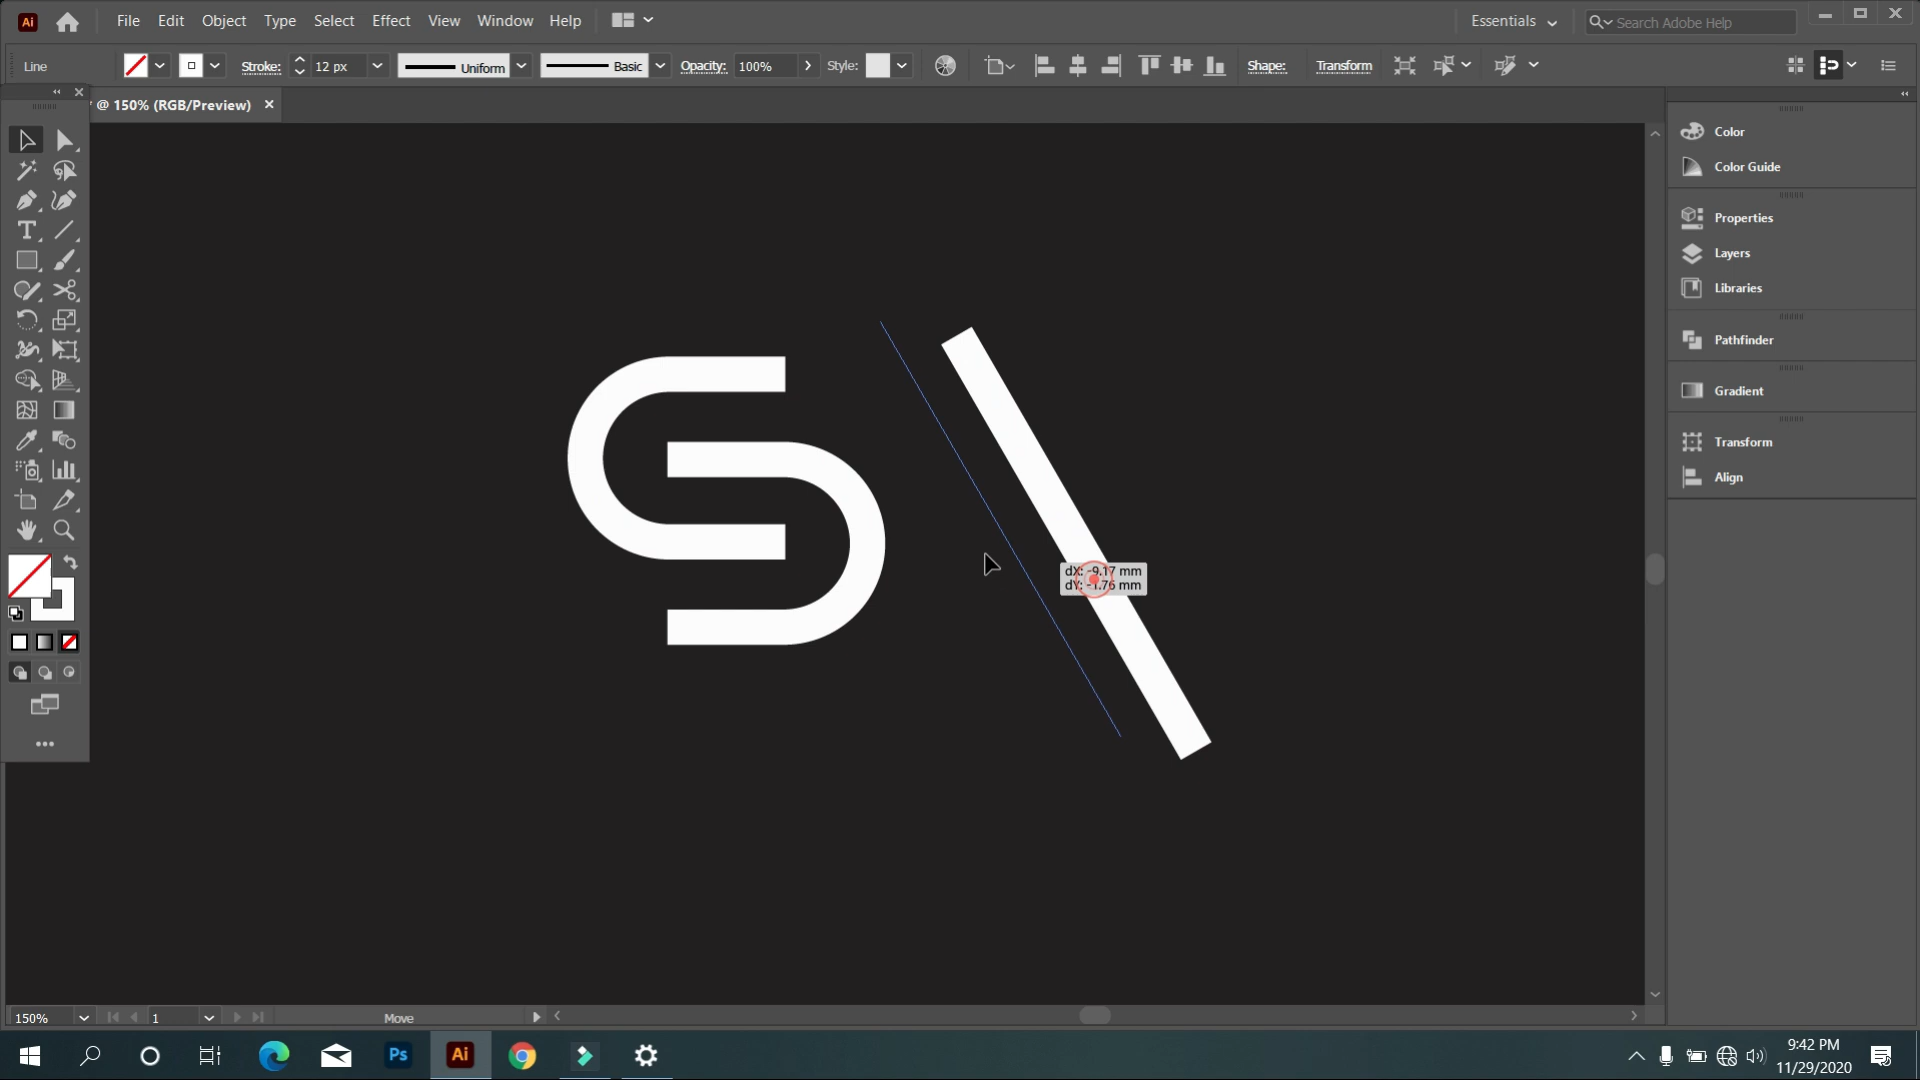 Ai
File Edit Object Type Select Effect View Window Help
Essentials
Search Adobe Help
Line
Stroke: 12 px
Uniform
Basic
Opacity: 100%
Style:
Shape:
Transform
@ 150% (RGB/Preview)
Color
Color Guide
Properties
Layers
Libraries
Pathfinder
Gradient
Transform
Align
dX: -9.17 mm
dY: -1.76 mm
150%
1
Move
Ps
Ai
9:42 PM
11/29/2020